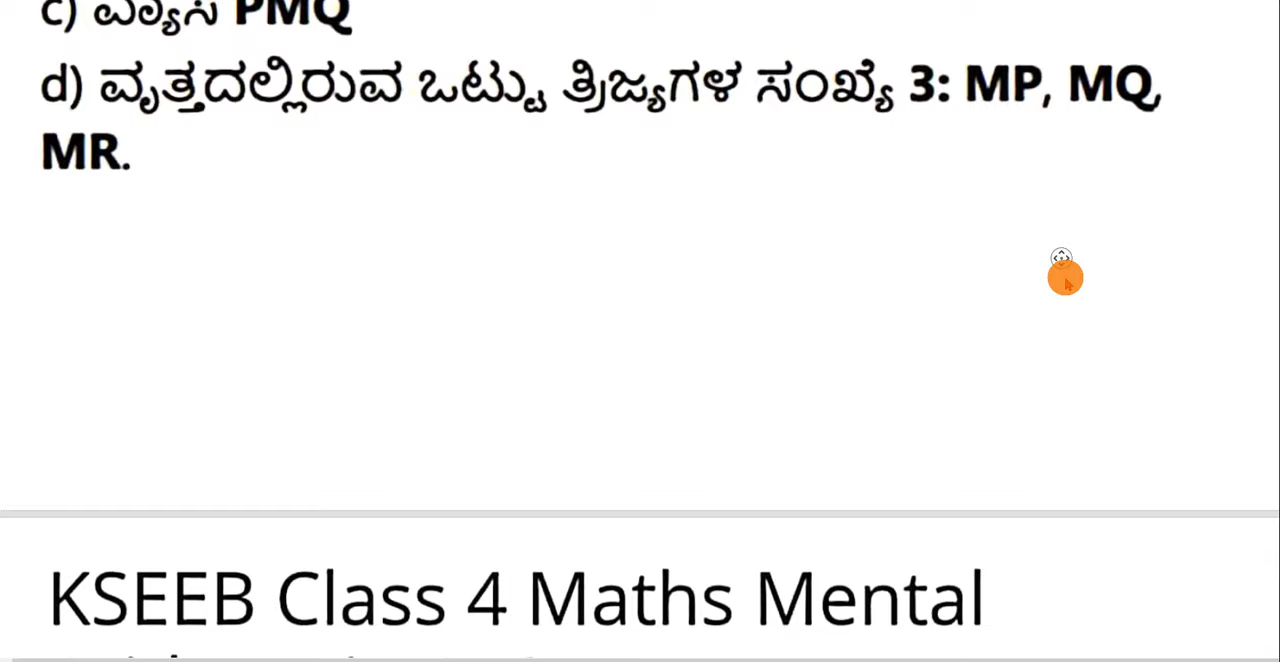 c) ವ್ಯಾಸ PMQ
d) ವೃತ್ತದಲ್ಲಿರುವ ಒಟ್ಟು ತ್ರಿಜ್ಯಗಳ ಸಂಖ್ಯೆ 3: MP, MQ,
MR.
KSEEB Class 4 Maths Mental